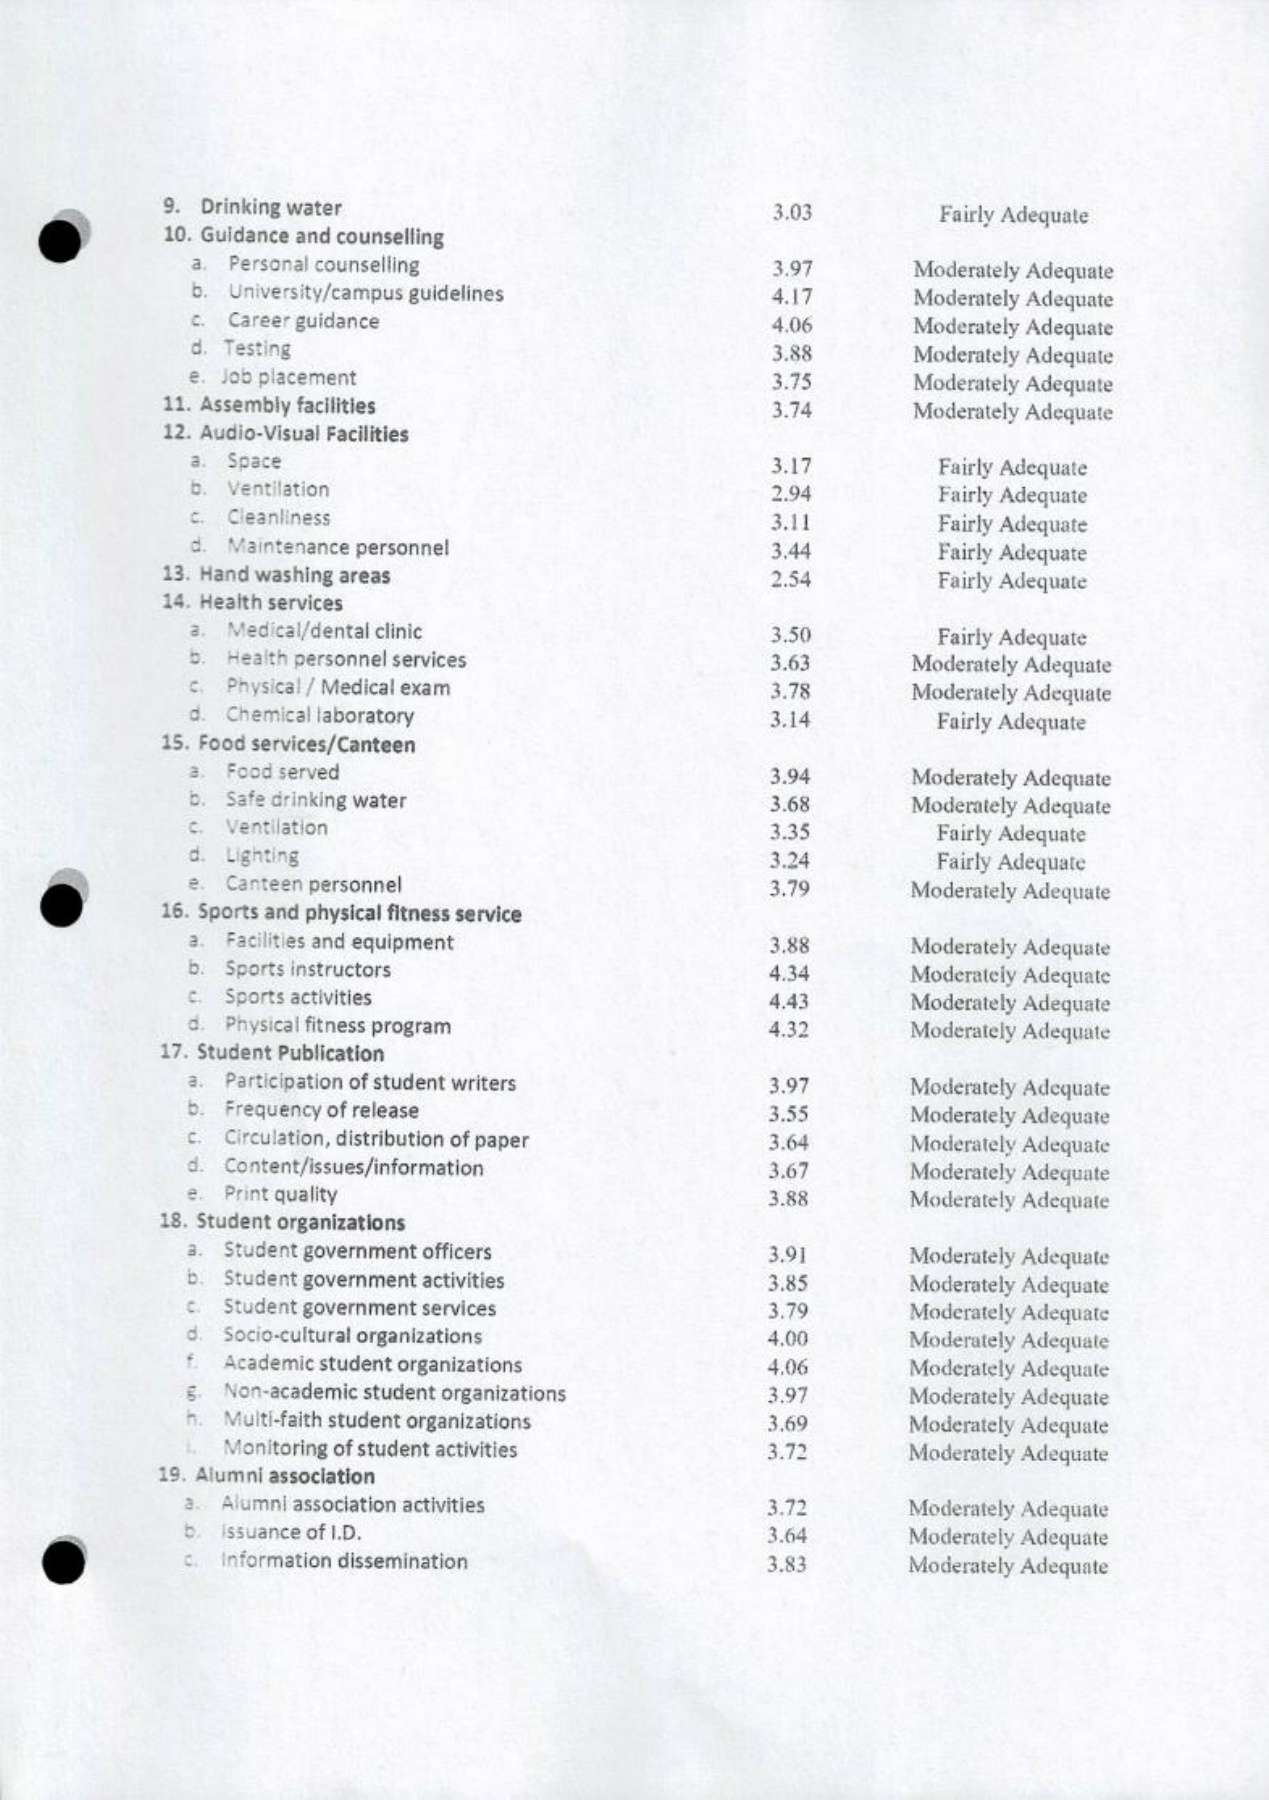 9. Drinking water 3.03 Fairly Adequate
10. Guidance and counselling
a. Personal counselling 3.97 Moderately Adequate
b. University/campus guidelines 4.17 Moderately Adequate
c. Career guidance 4.06 Moderately Adequate
d. Testing 3.88 Moderately Adequate
e. Job placement 3.75 Moderately Adequate
11. Assembly facilities 3.74 Moderately Adequate
12. Audio-Visual Facilities
a. Space 3.17 Fairly Adequate
b. Ventilation 2.94 Fairly Adequate
c. Cleanliness 3.11 Fairly Adequate
d. Maintenance personnel 3.44 Fairly Adequate
13. Hand washing areas 2.54 Fairly Adequate
14. Health services
a. Medical/dental clinic 3.50 Fairly Adequate
b. Health personnel services 3.63 Moderately Adequate
c. Physical / Medical exam 3.78 Moderately Adequate
d. Chemical laboratory 3.14 Fairly Adequate
15. Food services/Canteen
a. Food served 3.94 Moderately Adequate
b. Safe drinking water 3.68 Moderately Adequate
c. Ventilation 3.35 Fairly Adequate
d. Lighting 3.24 Fairly Adequate
e. Canteen personnel 3.79 Moderately Adequate
16. Sports and physical fitness service
a. Facilities and equipment 3.88 Moderately Adequate
b. Sports instructors 4.34 Moderately Adequate
c. Sports activities 4.43 Moderately Adequate
d. Physical fitness program 4.32 Moderately Adequate
17. Student Publication
a. Participation of student writers 3.97 Moderately Adequate
b. Frequency of release 3.55 Moderately Adequate
c. Circulation, distribution of paper 3.64 Moderately Adequate
d. Content/issues/information 3.67 Moderately Adequate
e. Print quality 3.88 Moderately Adequate
18. Student organizations
a. Student government officers 3.91 Moderately Adequate
b. Student government activities 3.85 Moderately Adequate
c. Student government services 3.79 Moderately Adequate
d. Socio-cultural organizations 4.00 Moderately Adequate
f. Academic student organizations 4.06 Moderately Adequate
g. Non-academic student organizations 3.97 Moderately Adequate
h. Multi-faith student organizations 3.69 Moderately Adequate
i. Monitoring of student activities 3.72 Moderately Adequate
19. Alumni association
a. Alumni association activities 3.72 Moderately Adequate
b. Issuance of I.D. 3.64 Moderately Adequate
c. Information dissemination 3.83 Moderately Adequate